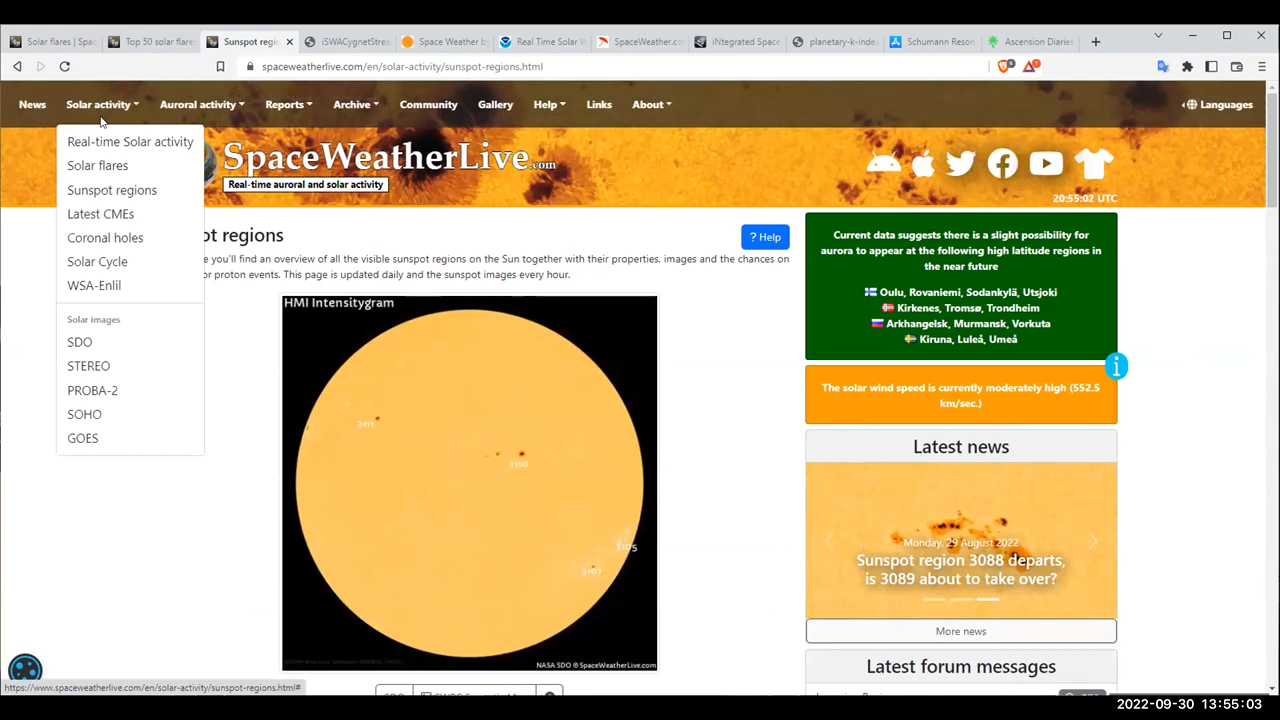 Solar flares | Spac
Top 50 solar flare
Sunspot regio
iSWACygnetStrea
Space Weather by
Real Time Solar W
SpaceWeather.co
iNtegrated Space
planetary-k-index
Schumann Reson
Ascension Diaries
spaceweatherlive.com/en/solar-activity/sunspot-regions.html
News
Solar activity
Auroral activity
Reports
Archive
Community
Gallery
Help
Links
About
Languages
Real-time Solar activity
Solar flares
Sunspot regions
Latest CMEs
Coronal holes
Solar Cycle
WSA-Enlil
Solar images
SDO
STEREO
PROBA-2
SOHO
GOES
SpaceWeatherLive.com
Real-time auroral and solar activity
20:55:02 UTC
ot regions
? Help
e you'll find an overview of all the visible sunspot regions on the Sun together with their properties, images and the chances on
or proton events. This page is updated daily and the sunspot images every hour.
HMI Intensitygram
3111
3110
3105
3107
NASA SDO © SpaceWeatherLive.com
Current data suggests there is a slight possibility for
aurora to appear at the following high latitude regions in
the near future
Oulu, Rovaniemi, Sodankylä, Utsjoki
Kirkenes, Tromsø, Trondheim
Arkhangelsk, Murmansk, Vorkuta
Kiruna, Luleå, Umeå
The solar wind speed is currently moderately high (552.5
km/sec.)
Latest news
Monday, 29 August 2022
Sunspot region 3088 departs,
is 3089 about to take over?
More news
Latest forum messages
https://www.spaceweatherlive.com/en/solar-activity/sunspot-regions.html#
2022-09-30 13:55:03